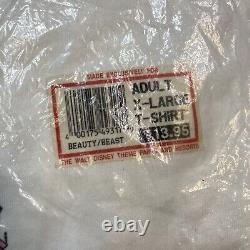 MADE EXCLUSIVELY FOR
ADULT
X-LARGE
T-SHIRT
$13.95
BEAUTY/BEAST
THE WALT DISNEY THEME PARKS AND RESORTS